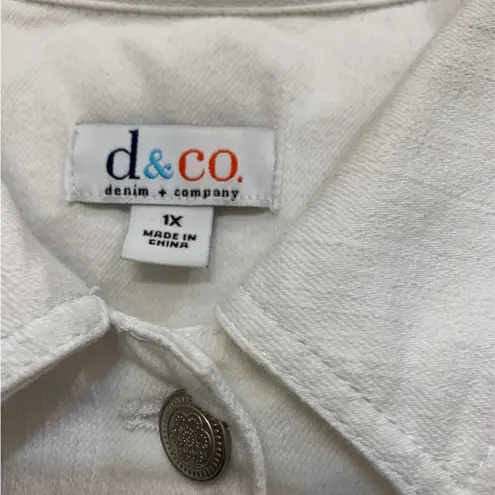 d&co.
denim + company
1X
MADE IN
CHINA